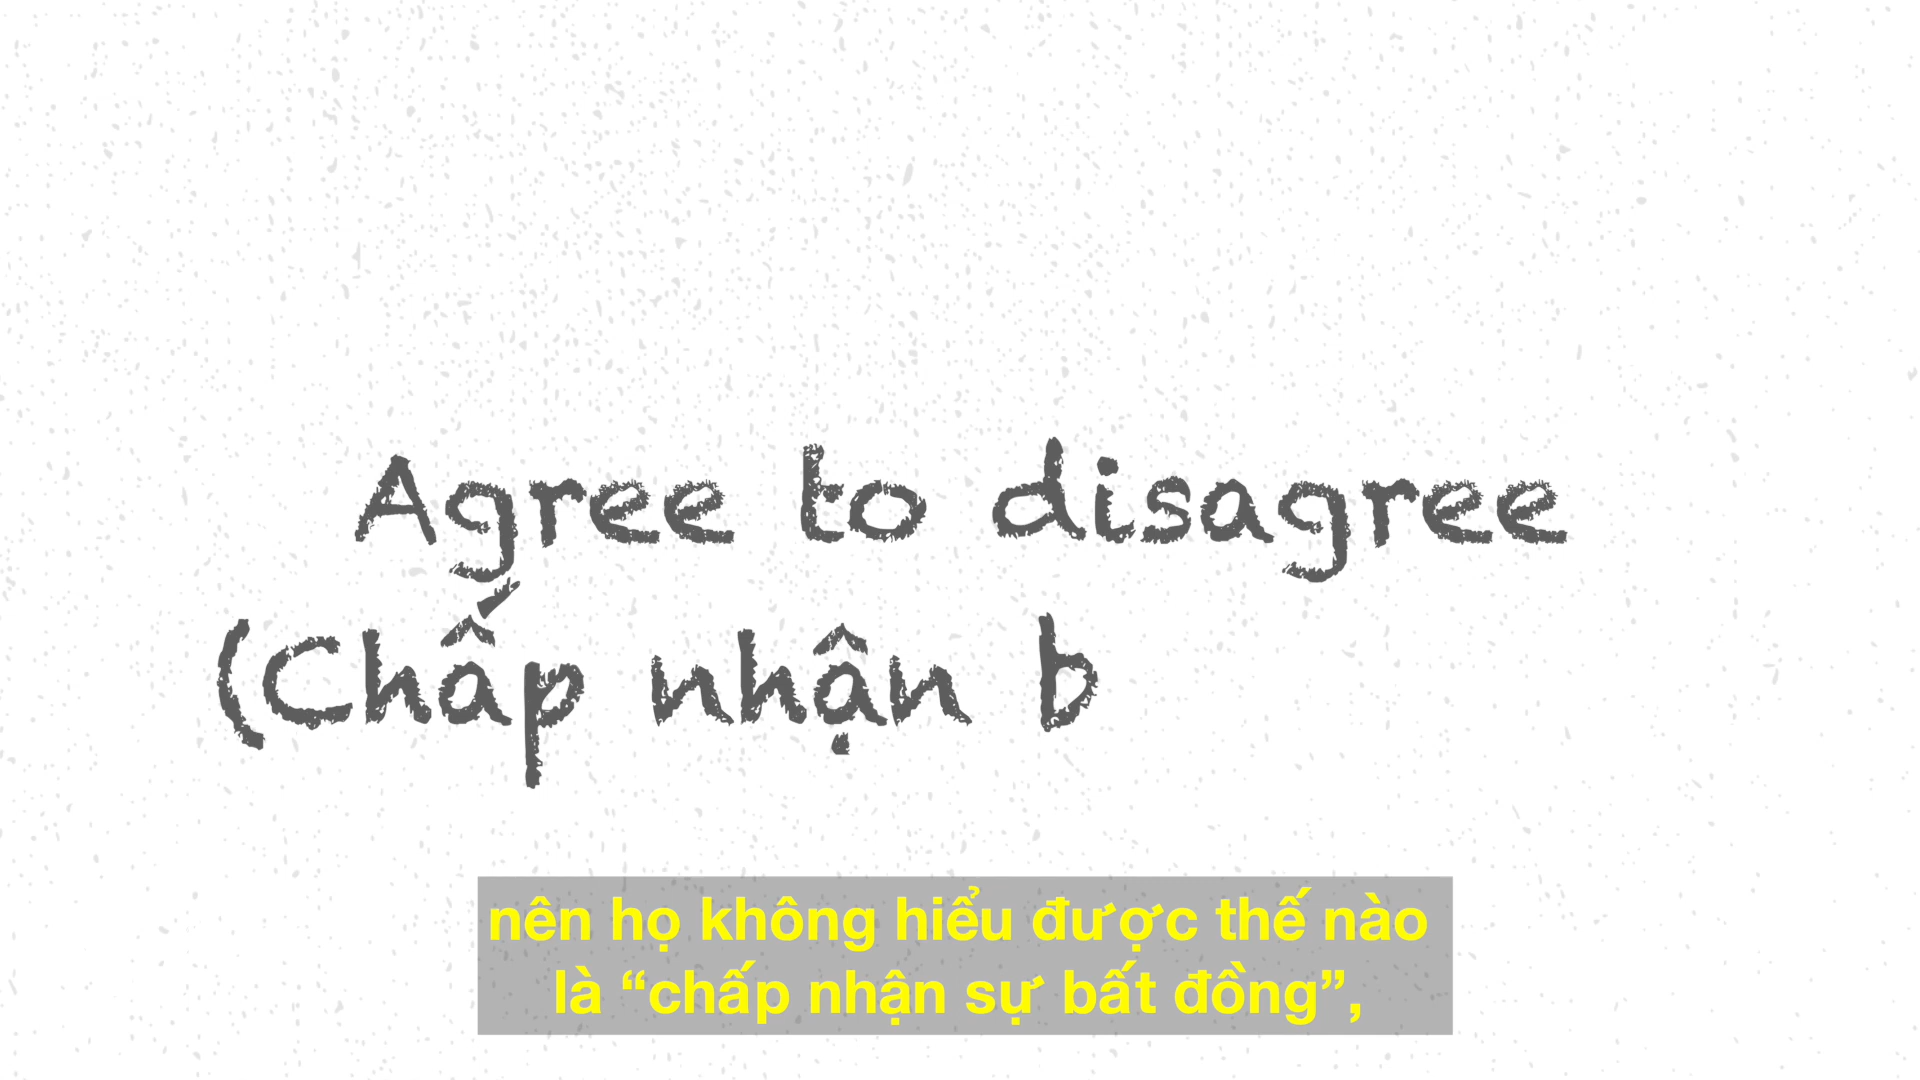 Agree to disagree
(Chấp nhận b
nên họ không hiểu được thế nào
là “chấp nhận sự bất đồng”,